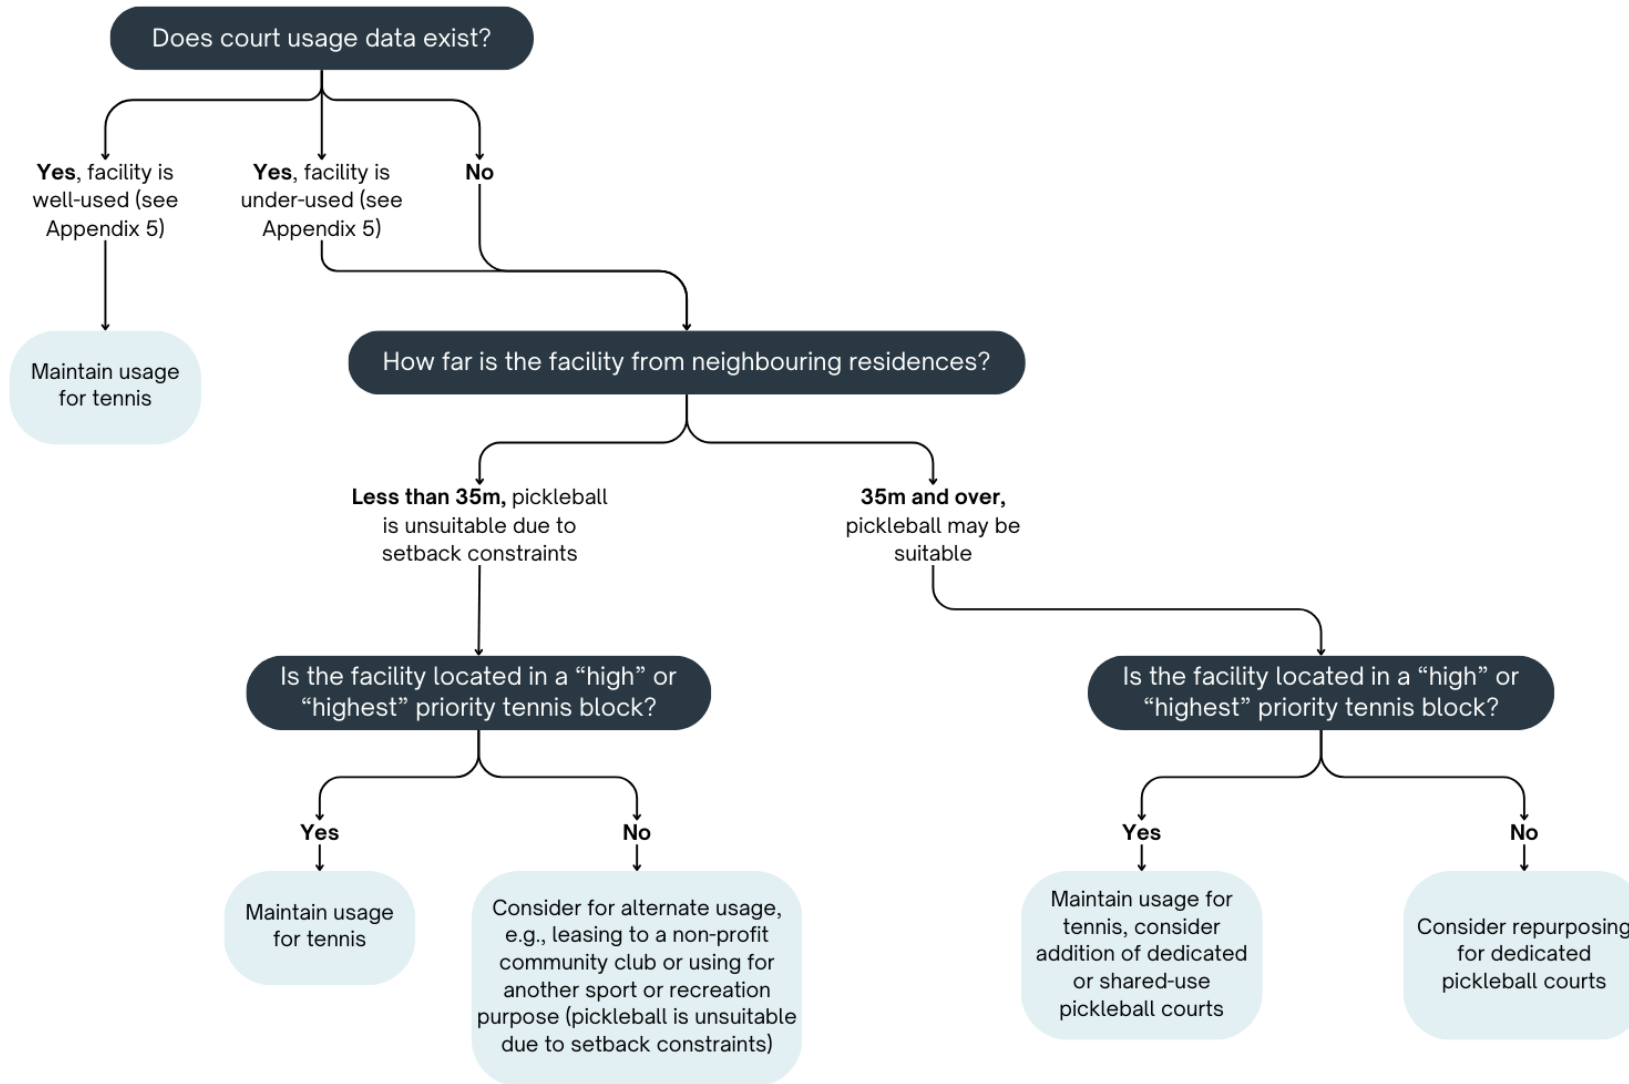 Does court usage data exist?
Yes, facility is
well-used (see
Appendix 5)
Yes, facility is
under-used (see
Appendix 5)
No
Maintain usage
for tennis
How far is the facility from neighbouring residences?
Less than 35m, pickleball
is unsuitable due to
setback constraints
35m and over,
pickleball may be
suitable
Is the facility located in a “high” or
“highest” priority tennis block?
Is the facility located in a “high” or
“highest” priority tennis block?
Yes
No
Yes
No
Maintain usage
for tennis
Consider for alternate usage,
e.g., leasing to a non-profit
community club or using for
another sport or recreation
purpose (pickleball is unsuitable
due to setback constraints)
Maintain usage for
tennis, consider
addition of dedicated
or shared-use
pickleball courts
Consider repurposing
for dedicated
pickleball courts